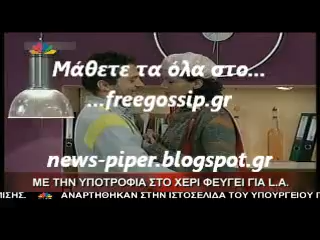 Μάθετε τα όλα στο...
...freegossip.gr
news-piper.blogspot.gr
ΜΕ ΤΗΝ ΥΠΟΤΡΟΦΙΑ ΣΤΟ ΧΕΡΙ ΦΕΥΓΕΙ ΓΙΑ L.A.
ΜΙΣΗΣ. ΑΝΑΡΤΗΘΗΚΑΝ ΣΤΗΝ ΙΣΤΟΣΕΛΙΔΑ ΤΟΥ ΥΠΟΥΡΓΕΙΟΥ Π